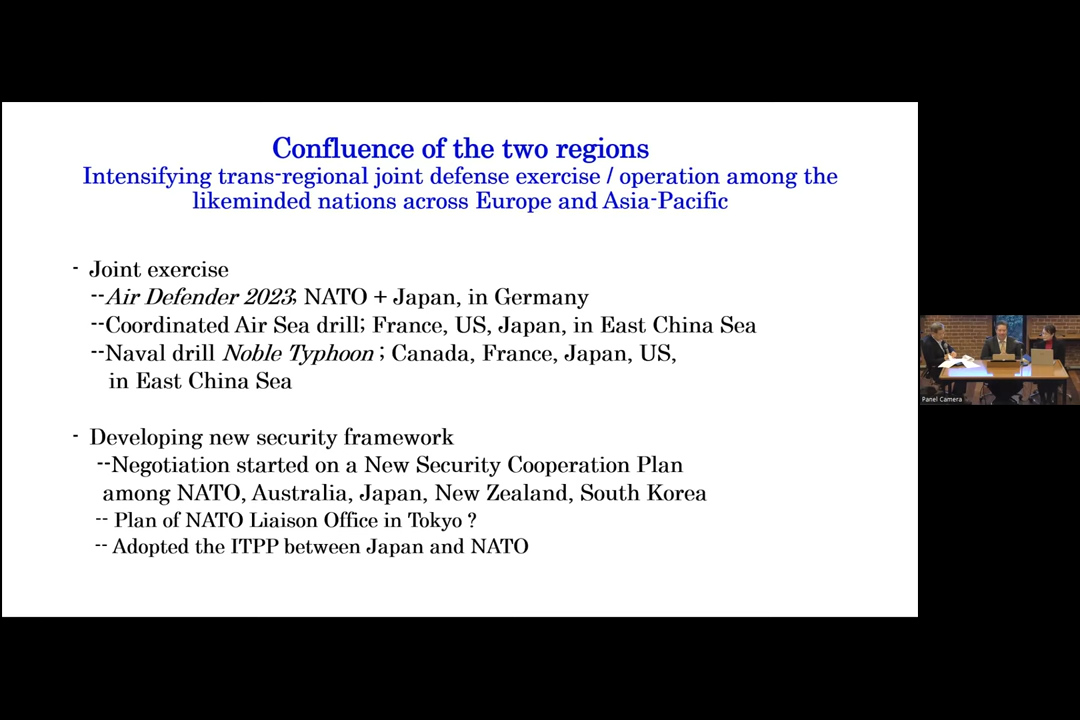 Confluence of the two regions
Intensifying trans-regional joint defense exercise / operation among the
likeminded nations across Europe and Asia-Pacific
- Joint exercise
--Air Defender 2023; NATO + Japan, in Germany
--Coordinated Air Sea drill; France, US, Japan, in East China Sea
--Naval drill Noble Typhoon ; Canada, France, Japan, US,
in East China Sea
- Developing new security framework
--Negotiation started on a New Security Cooperation Plan
among NATO, Australia, Japan, New Zealand, South Korea
-- Plan of NATO Liaison Office in Tokyo ?
-- Adopted the ITPP between Japan and NATO
Panel Camera